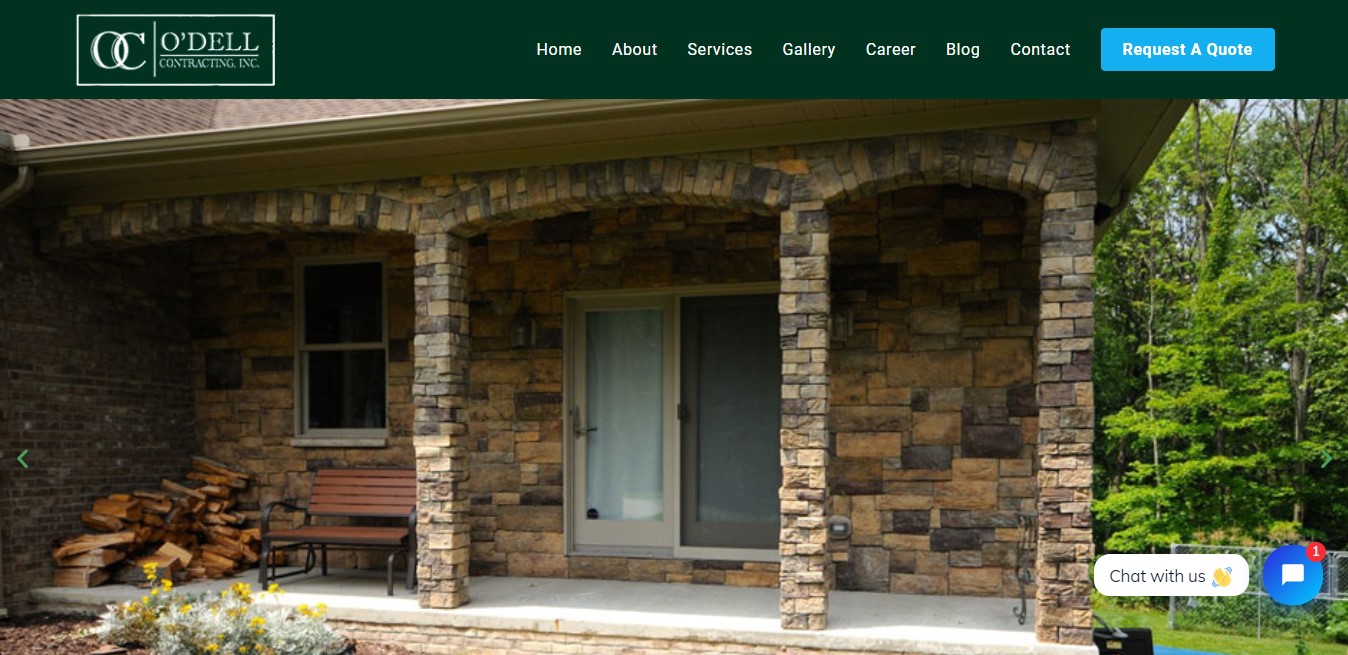 OC O'DELL
CONTRACTING, INC.
Home About Services Gallery Career Blog Contact Request A Quote
Chat with us 👋
1